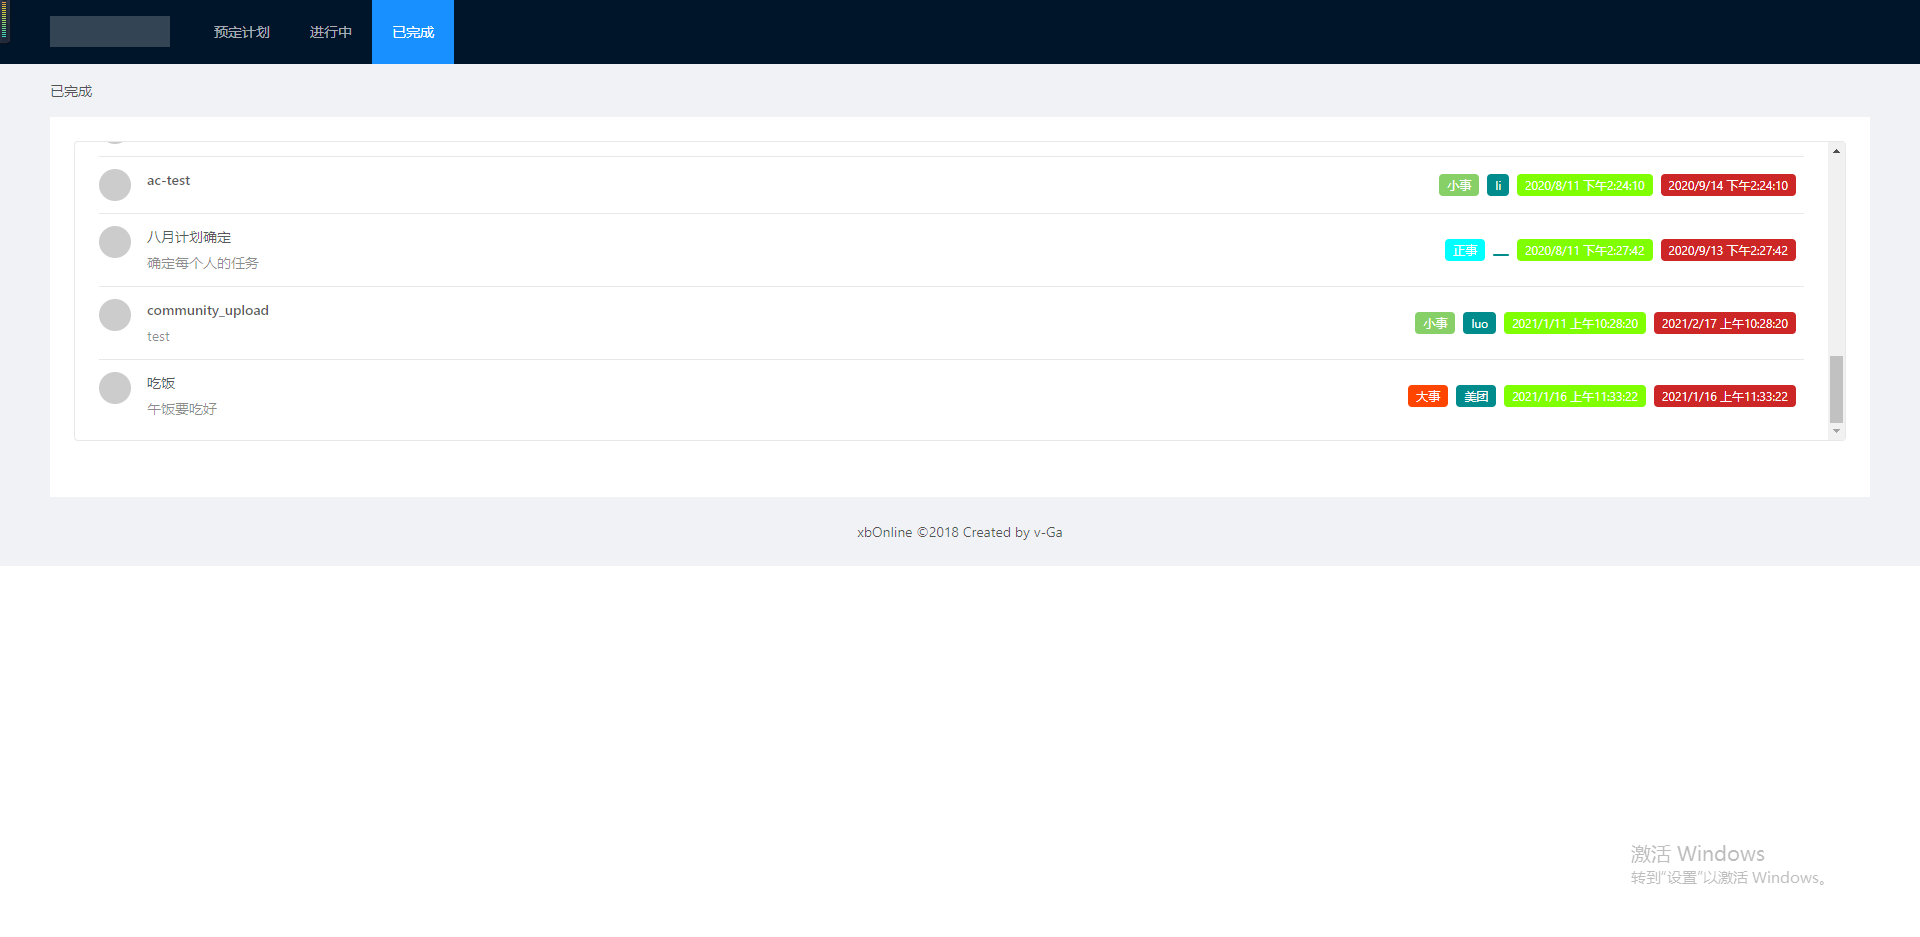 预定计划 进行中 已完成
已完成
ac-test 小事 li 2020/8/11 下午2:24:10 2020/9/14 下午2:24:10
八月计划确定
确定每个人的任务 正事 2020/8/11 下午2:27:42 2020/9/13 下午2:27:42
community_upload
test 小事 luo 2021/1/11 上午10:28:20 2021/2/17 上午10:28:20
吃饭
午饭要吃好 大事 美团 2021/1/16 上午11:33:22 2021/1/16 上午11:33:22
xbOnline ©2018 Created by v-Ga
激活 Windows
转到"设置"以激活 Windows。